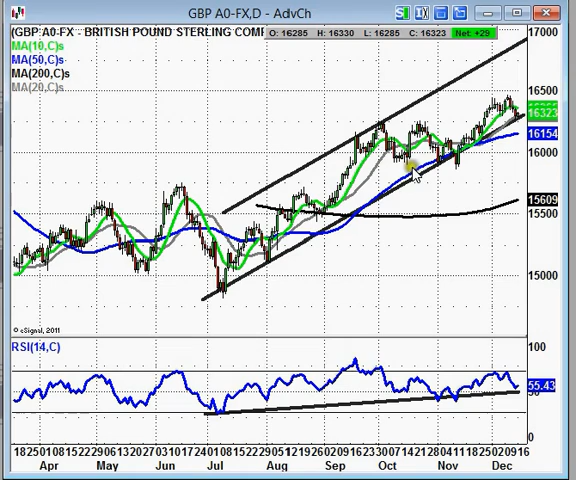 GBP A0-FX,D - AdvCh
(GBP A0-FX - BRITISH POUND STERLING COMP
O: 16285 H: 16330 L: 16285 C: 16323 Net: +29
MA(10,C)s
MA(50,C)s
MA(200,C)s
MA(20,C)s
17000
16500
16323
16154
16000
15609
15500
15000
© eSignal, 2011
RSI(14,C)
100
55.43
0
Apr May Jun Jul Aug Sep Oct Nov Dec